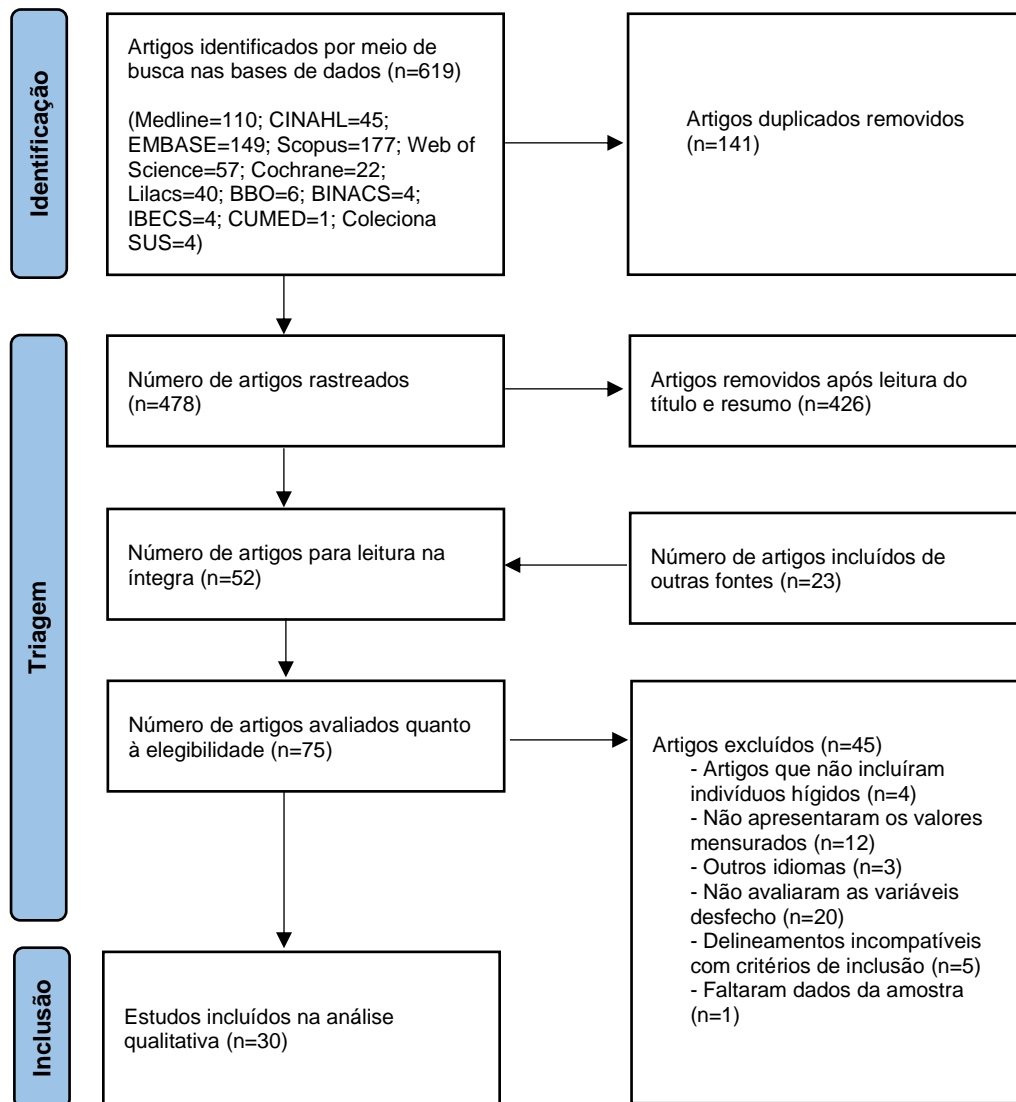 Identificação
Artigos identificados por meio de
busca nas bases de dados (n=619)
(Medline=110; CINAHL=45;
EMBASE=149; Scopus=177; Web of
Science=57; Cochrane=22;
Lilacs=40; BBO=6; BINACS=4;
IBECS=4; CUMED=1; Coleciona
SUS=4)
Artigos duplicados removidos
(n=141)
Triagem
Número de artigos rastreados
(n=478)
Artigos removidos após leitura do
título e resumo (n=426)
Número de artigos para leitura na
íntegra (n=52)
Número de artigos incluídos de
outras fontes (n=23)
Número de artigos avaliados quanto
à elegibilidade (n=75)
Artigos excluídos (n=45)
- Artigos que não incluíram
indivíduos hígidos (n=4)
- Não apresentaram os valores
mensurados (n=12)
- Outros idiomas (n=3)
- Não avaliaram as variáveis
desfecho (n=20)
- Delineamentos incompatíveis
com critérios de inclusão (n=5)
- Faltaram dados da amostra
(n=1)
Inclusão
Estudos incluídos na análise
qualitativa (n=30)